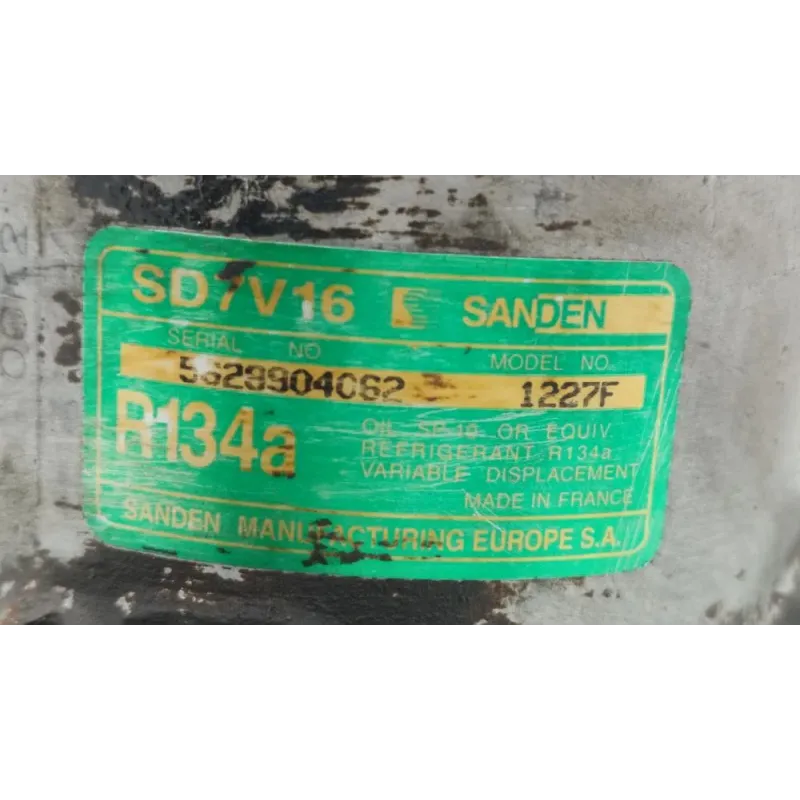 SD7V16 SANDEN
SERIAL NO MODEL NO.
5629904062 1227F
R134a
OIL SP-10 OR EQUIV.
REFRIGERANT R134a
VARIABLE DISPLACEMENT
MADE IN FRANCE
SANDEN MANUFACTURING EUROPE S.A.